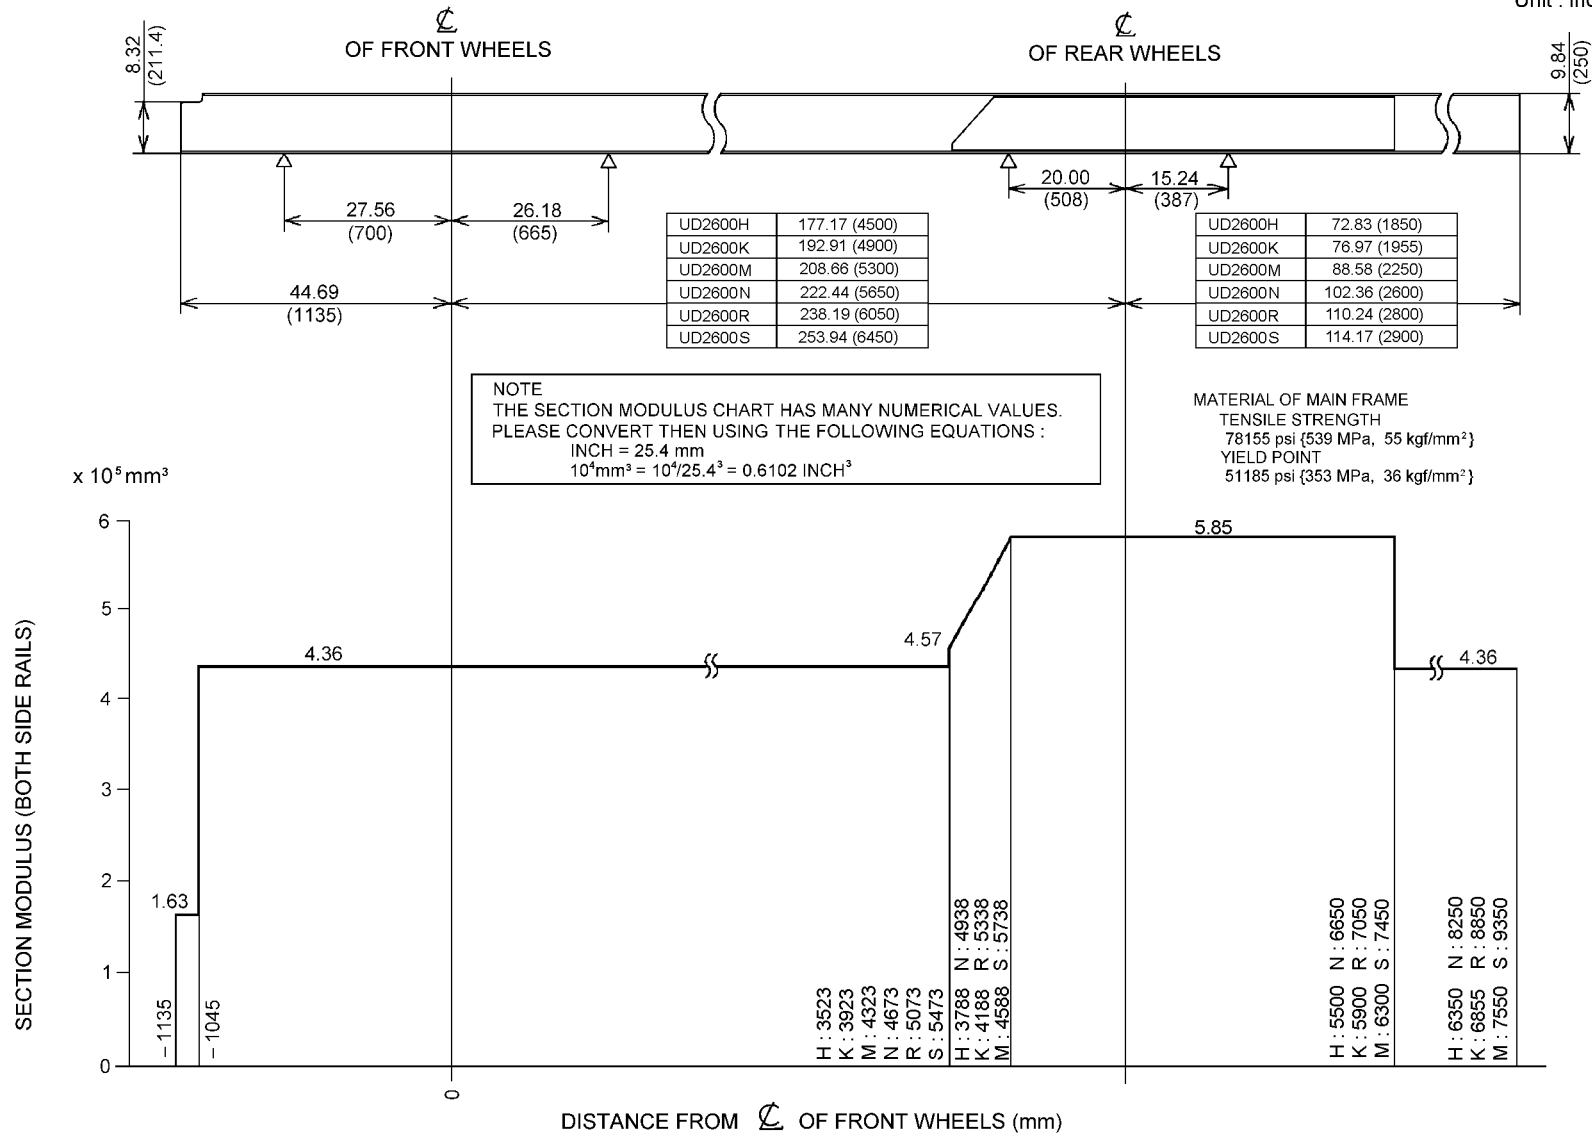 Unit : inc
℄
OF FRONT WHEELS
℄
OF REAR WHEELS
8.32
(211.4)
9.84
(250)
27.56
(700)
26.18
(665)
20.00
(508)
15.24
(387)
44.69
(1135)
UD2600H 177.17 (4500)
UD2600K 192.91 (4900)
UD2600M 208.66 (5300)
UD2600N 222.44 (5650)
UD2600R 238.19 (6050)
UD2600S 253.94 (6450)
UD2600H 72.83 (1850)
UD2600K 76.97 (1955)
UD2600M 88.58 (2250)
UD2600N 102.36 (2600)
UD2600R 110.24 (2800)
UD2600S 114.17 (2900)
NOTE
THE SECTION MODULUS CHART HAS MANY NUMERICAL VALUES.
PLEASE CONVERT THEN USING THE FOLLOWING EQUATIONS :
INCH = 25.4 mm
10⁴mm³ = 10⁴/25.4³ = 0.6102 INCH³
MATERIAL OF MAIN FRAME
TENSILE STRENGTH
78155 psi {539 MPa, 55 kgf/mm²}
YIELD POINT
51185 psi {353 MPa, 36 kgf/mm²}
x 10⁵mm³
SECTION MODULUS (BOTH SIDE RAILS)
6
5
4
3
2
1
0
1.63
4.36
4.57
5.85
4.36
– 1135
– 1045
0
H : 3523
K : 3923
M : 4323
N : 4673
R : 5073
S : 5473
H : 3788 N : 4938
K : 4188 R : 5338
M : 4588 S : 5738
H : 5500 N : 6650
K : 5900 R : 7050
M : 6300 S : 7450
H : 6350 N : 8250
K : 6855 R : 8850
M : 7550 S : 9350
DISTANCE FROM ℄ OF FRONT WHEELS (mm)